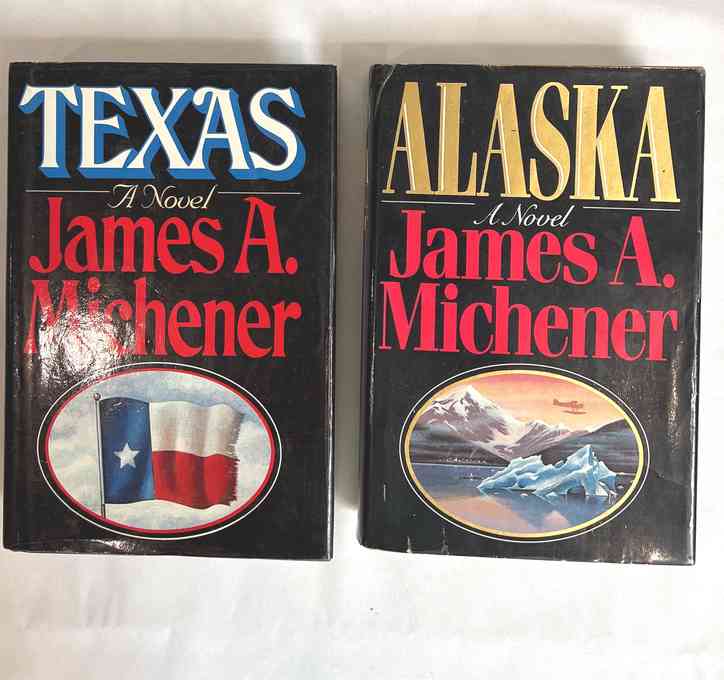 TEXAS
A Novel
James A.
Michener
ALASKA
A Novel
James A.
Michener